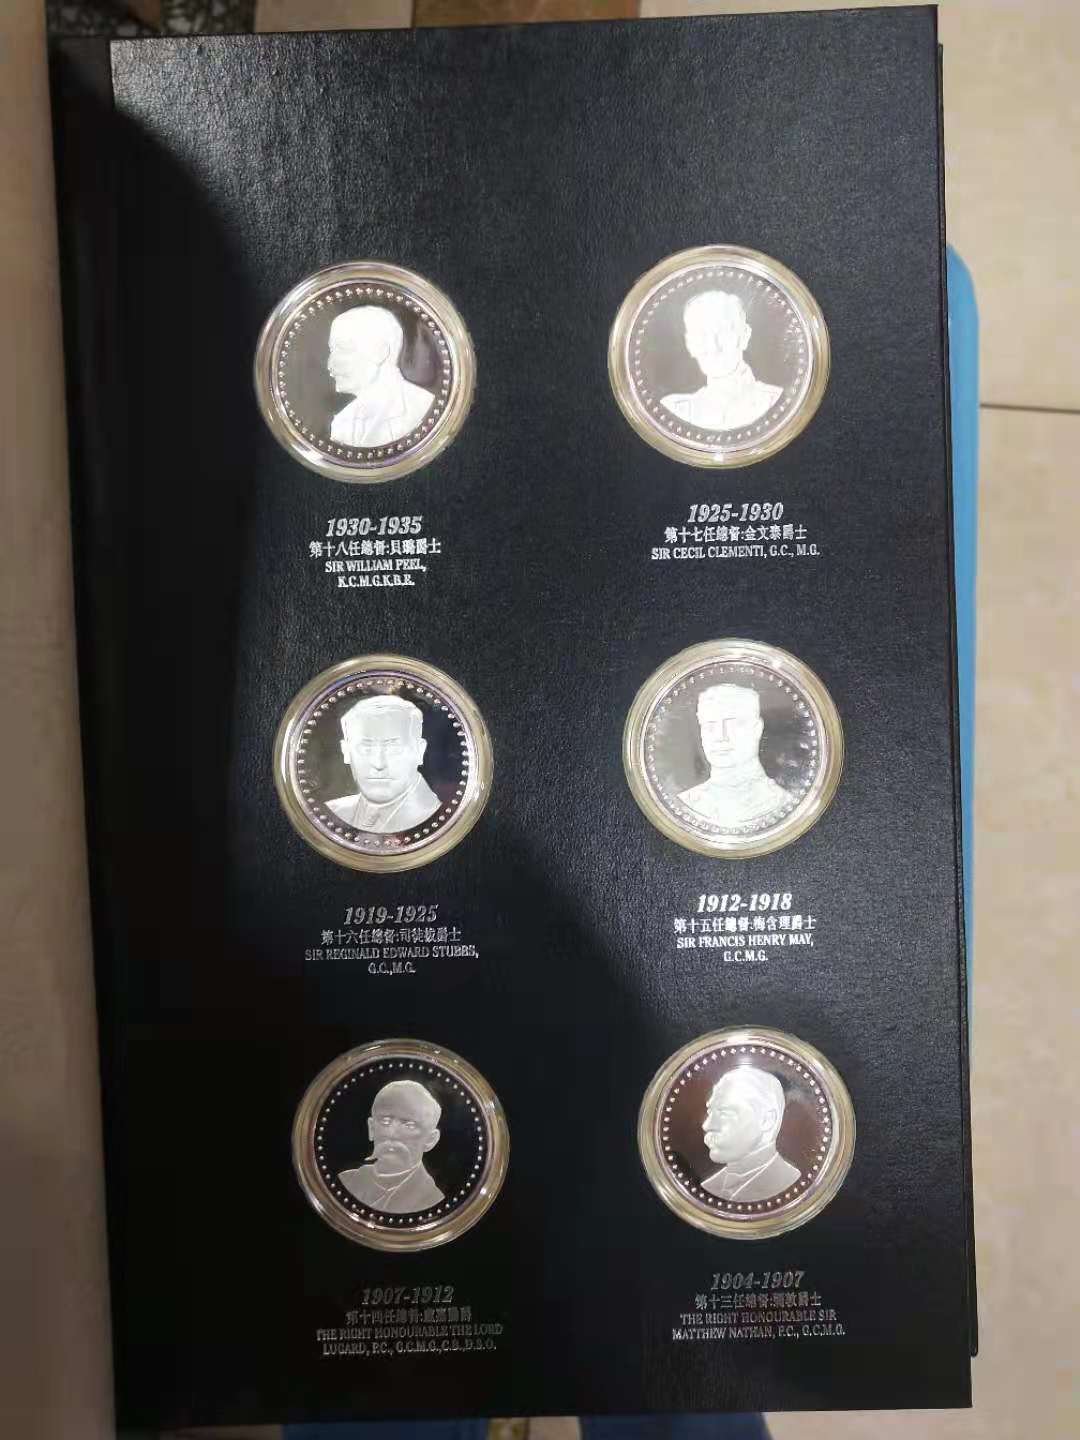 1930-1935
第十八任總督:貝璐爵士
SIR WILLIAM PEEL,
K.C.M.G.K.B.E.
1925-1930
第十七任總督:金文泰爵士
SIR CECIL CLEMENTI, G.C., M.G.
1919-1925
第十六任總督:司徒拔爵士
SIR REGINALD EDWARD STUBBS,
G.C.,M.G.
1912-1918
第十五任總督:梅含理爵士
SIR FRANCIS HENRY MAY,
G.C.M.G.
1907-1912
第十四任總督:盧嘉爵爵
THE RIGHT HONOURABLE THE LORD
LUGARD, P.C., G.C.M.G.,C.B.,D.S.O.
1904-1907
第十三任總督:彌敦爵士
THE RIGHT HONOURABLE SIR
MATTHEW NATHAN, P.C., G.C.M.G.